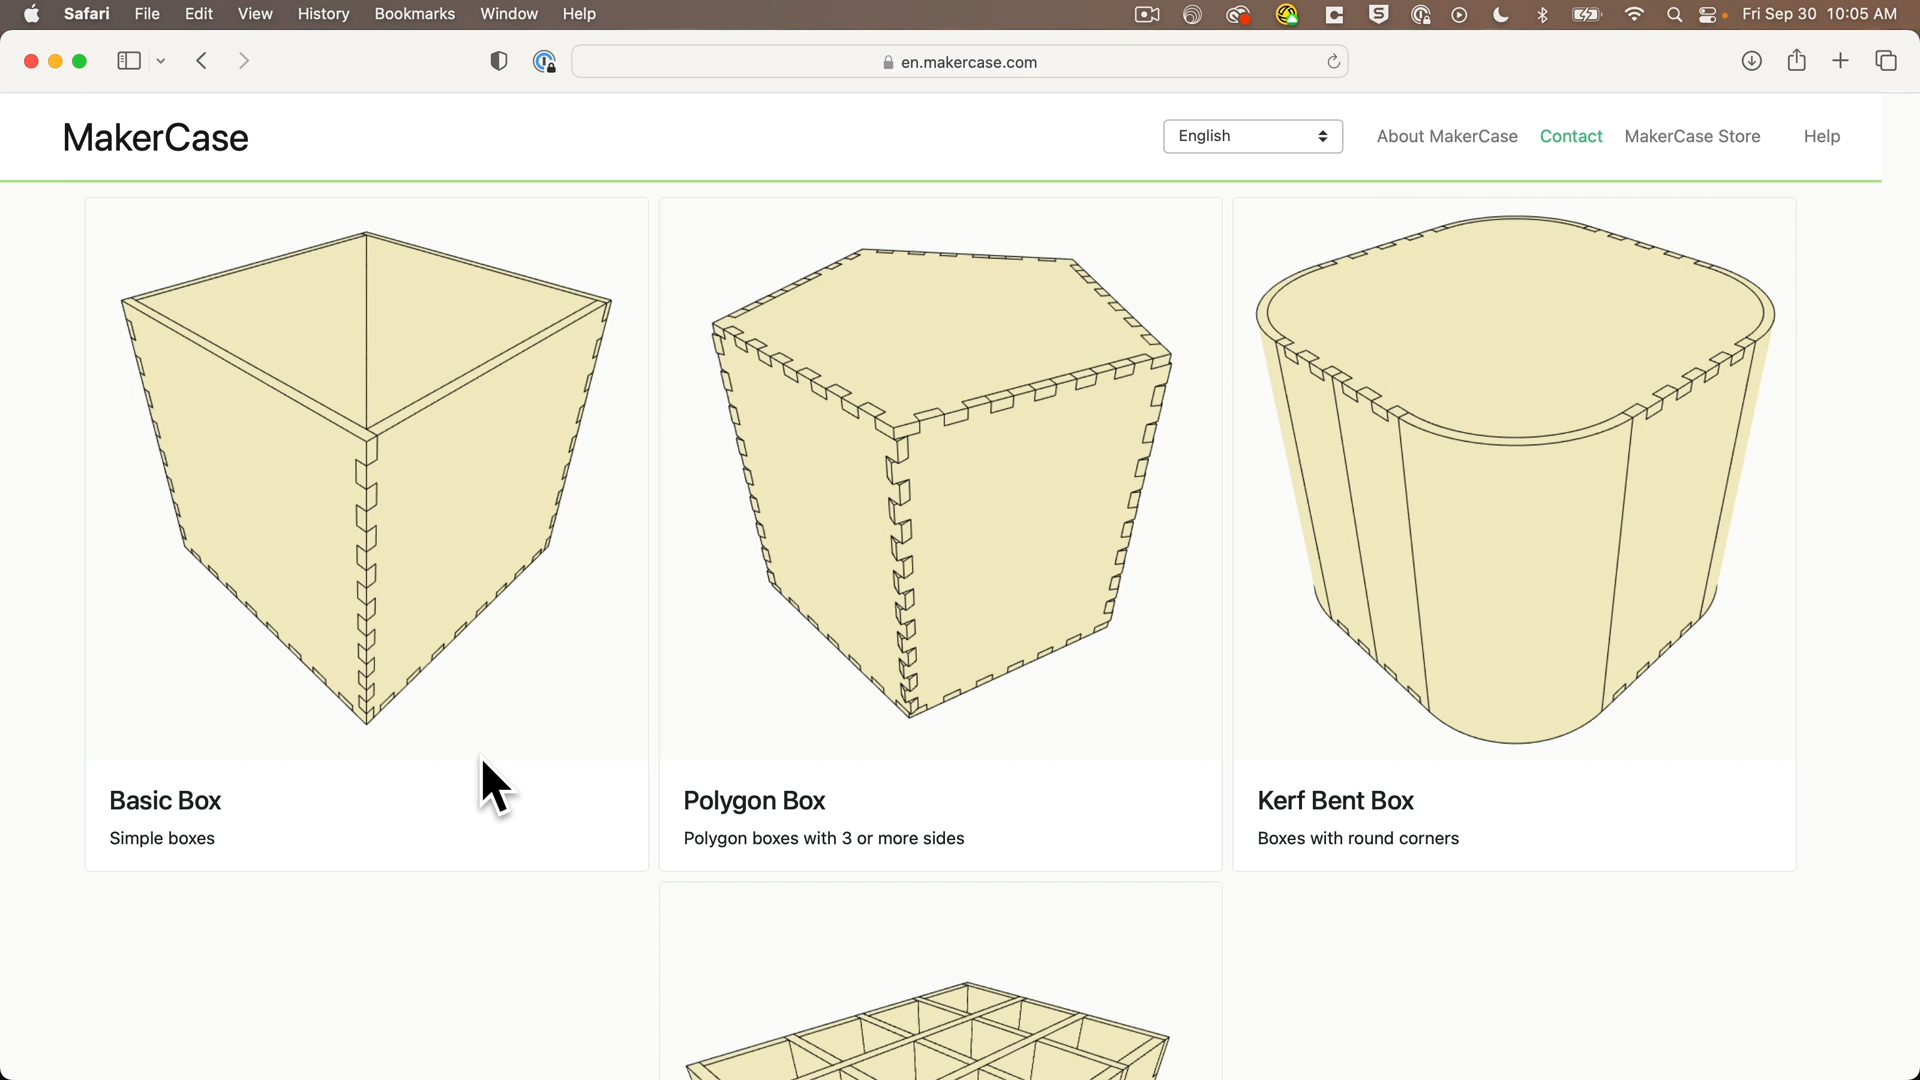 Safari File Edit View History Bookmarks Window Help Fri Sep 30 10:05 AM
en.makercase.com
MakerCase English About MakerCase Contact MakerCase Store Help
Basic Box
Simple boxes
Polygon Box
Polygon boxes with 3 or more sides
Kerf Bent Box
Boxes with round corners